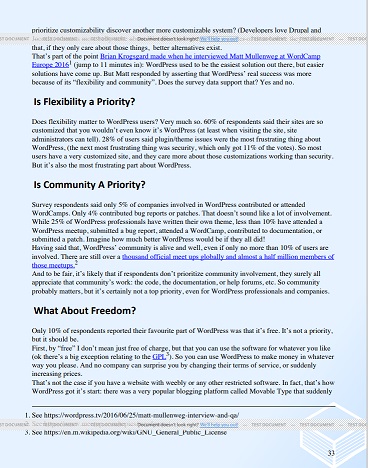 prioritize customizability discover another more customizable system? (Developers love Drupal and
Document doesn't look right? We'll help you out!
that, if they only care about those things, better alternatives exist.
That's part of the point Brian Krogsgard made when he interviewed Matt Mullenweg at WordCamp
Europe 2016¹ (jump to 11 minutes in): WordPress used to be the easiest solution out there, but easier
solutions have come up. But Matt responded by asserting that WordPress' real success was more
because of its "flexibility and community". Does the survey data support that? Yes and no.
Is Flexibility a Priority?
Does flexibility matter to WordPress users? Very much so. 60% of respondents said their sites are so
customized that you wouldn't even know it's WordPress (at least when visiting the site, site
administrators can tell). 28% of users said plugin/theme issues were the most frustrating thing about
WordPress, (the next most frustrating thing was security, which only got 11% of the votes). So most
users have a very customized site, and they care more about those customizations working than security.
But it's also the most frustrating part about WordPress.
Is Community A Priority?
Survey respondents said only 5% of companies involved in WordPress contributed or attended
WordCamps. Only 4% contributed bug reports or patches. That doesn't sound like a lot of involvement.
While 25% of WordPress professionals have written their own theme, less than 10% have attended a
WordPress meetup, submitted a bug report, attended a WordCamp, contributed to documentation, or
submitted a patch. Imagine how much better WordPress would be if they all did!
Having said that, WordPress' community is alive and well, even if only no more than 10% of users are
involved. There are still over a thousand official meet ups globally and almost a half million members of
those meetups.²
And to be fair, it's likely that if respondents don't prioritize community involvement, they surely all
appreciate that community's work: the code, the documentation, or help forums, etc. So community
probably matters, but it's certainly not a top priority, even for WordPress professionals and companies.
What About Freedom?
Only 10% of respondents reported their favourite part of WordPress was that it's free. It's not a priority,
but it should be.
First, by "free" I don't mean just free of charge, but that you can use the software for whatever you like
(ok there's a big exception relating to the GPL³). So you can use WordPress to make money in whatever
way you please. And no company can surprise you by changing their terms of service, or suddenly
increasing prices.
That's not the case if you have a website with weebly or any other restricted software. In fact, that's how
WordPress got it's start: there was a very popular blogging platform called Movable Type that suddenly
1. See https://wordpress.tv/2016/06/25/matt-mullenweg-interview-and-qa/
TEST DOCUMENT Document doesn't look right? We'll help you out! TEST DOCUMENT
3. See https://en.m.wikipedia.org/wiki/GNU_General_Public_License
33